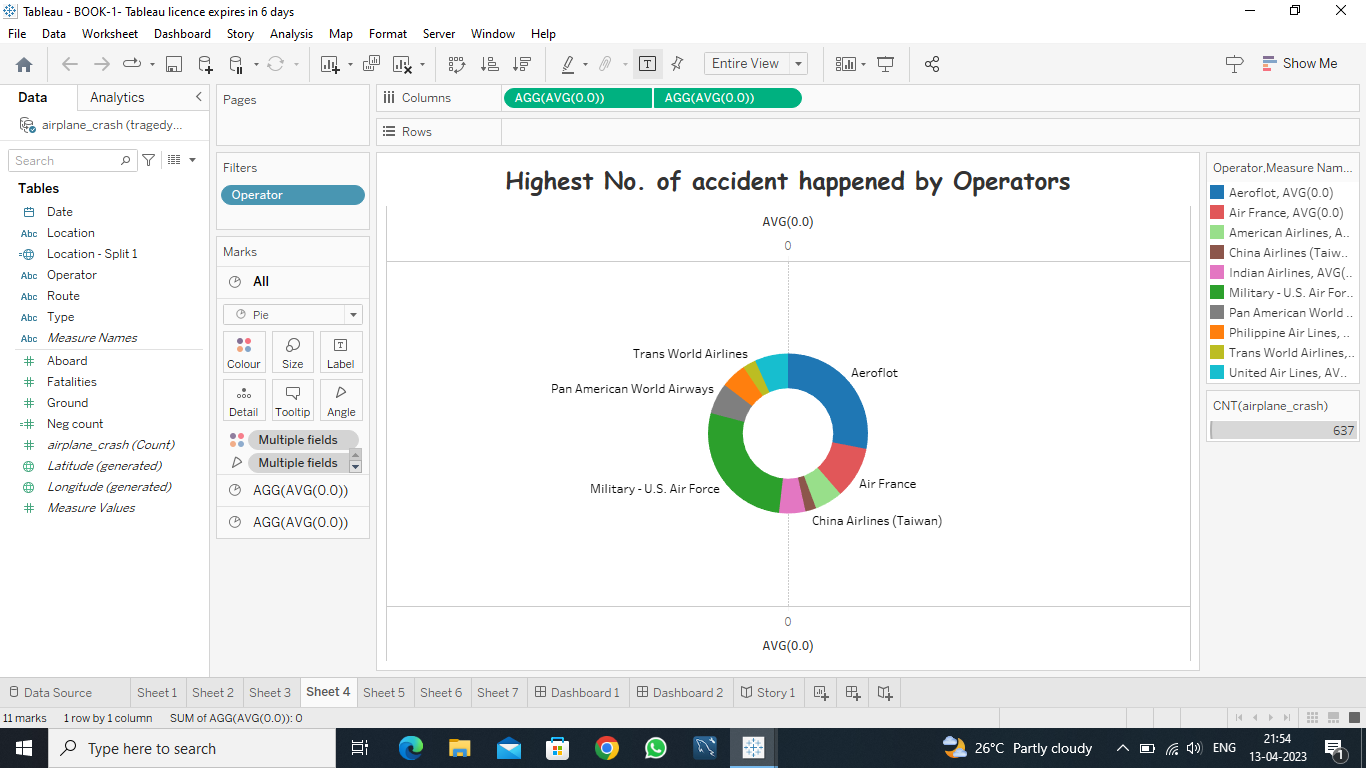 Tableau - BOOK-1- Tableau licence expires in 6 days
File Data Worksheet Dashboard Story Analysis Map Format Server Window Help
Entire View
Show Me
Data Analytics
airplane_crash (tragedy...
Search
Tables
Date
Abc Location
Location - Split 1
Abc Operator
Abc Route
Abc Type
Abc Measure Names
Aboard
Fatalities
Ground
Neg count
airplane_crash (Count)
Latitude (generated)
Longitude (generated)
Measure Values
Pages
Filters
Operator
Marks
All
Pie
Colour Size Label
Detail Tooltip Angle
Multiple fields
Multiple fields
AGG(AVG(0.0))
AGG(AVG(0.0))
Columns AGG(AVG(0.0)) AGG(AVG(0.0))
Rows
Highest No. of accident happened by Operators
AVG(0.0)
0
Trans World Airlines
Aeroflot
Pan American World Airways
Military - U.S. Air Force
Air France
China Airlines (Taiwan)
0
AVG(0.0)
Operator,Measure Nam...
Aeroflot, AVG(0.0)
Air France, AVG(0.0)
American Airlines, A..
China Airlines (Taiw..
Indian Airlines, AVG(..
Military - U.S. Air For..
Pan American World ..
Philippine Air Lines, ..
Trans World Airlines,..
United Air Lines, AV..
CNT(airplane_crash)
637
Data Source Sheet 1 Sheet 2 Sheet 3 Sheet 4 Sheet 5 Sheet 6 Sheet 7 Dashboard 1 Dashboard 2 Story 1
11 marks 1 row by 1 column SUM of AGG(AVG(0.0)): 0
Type here to search
26°C Partly cloudy
ENG
21:54
13-04-2023
1